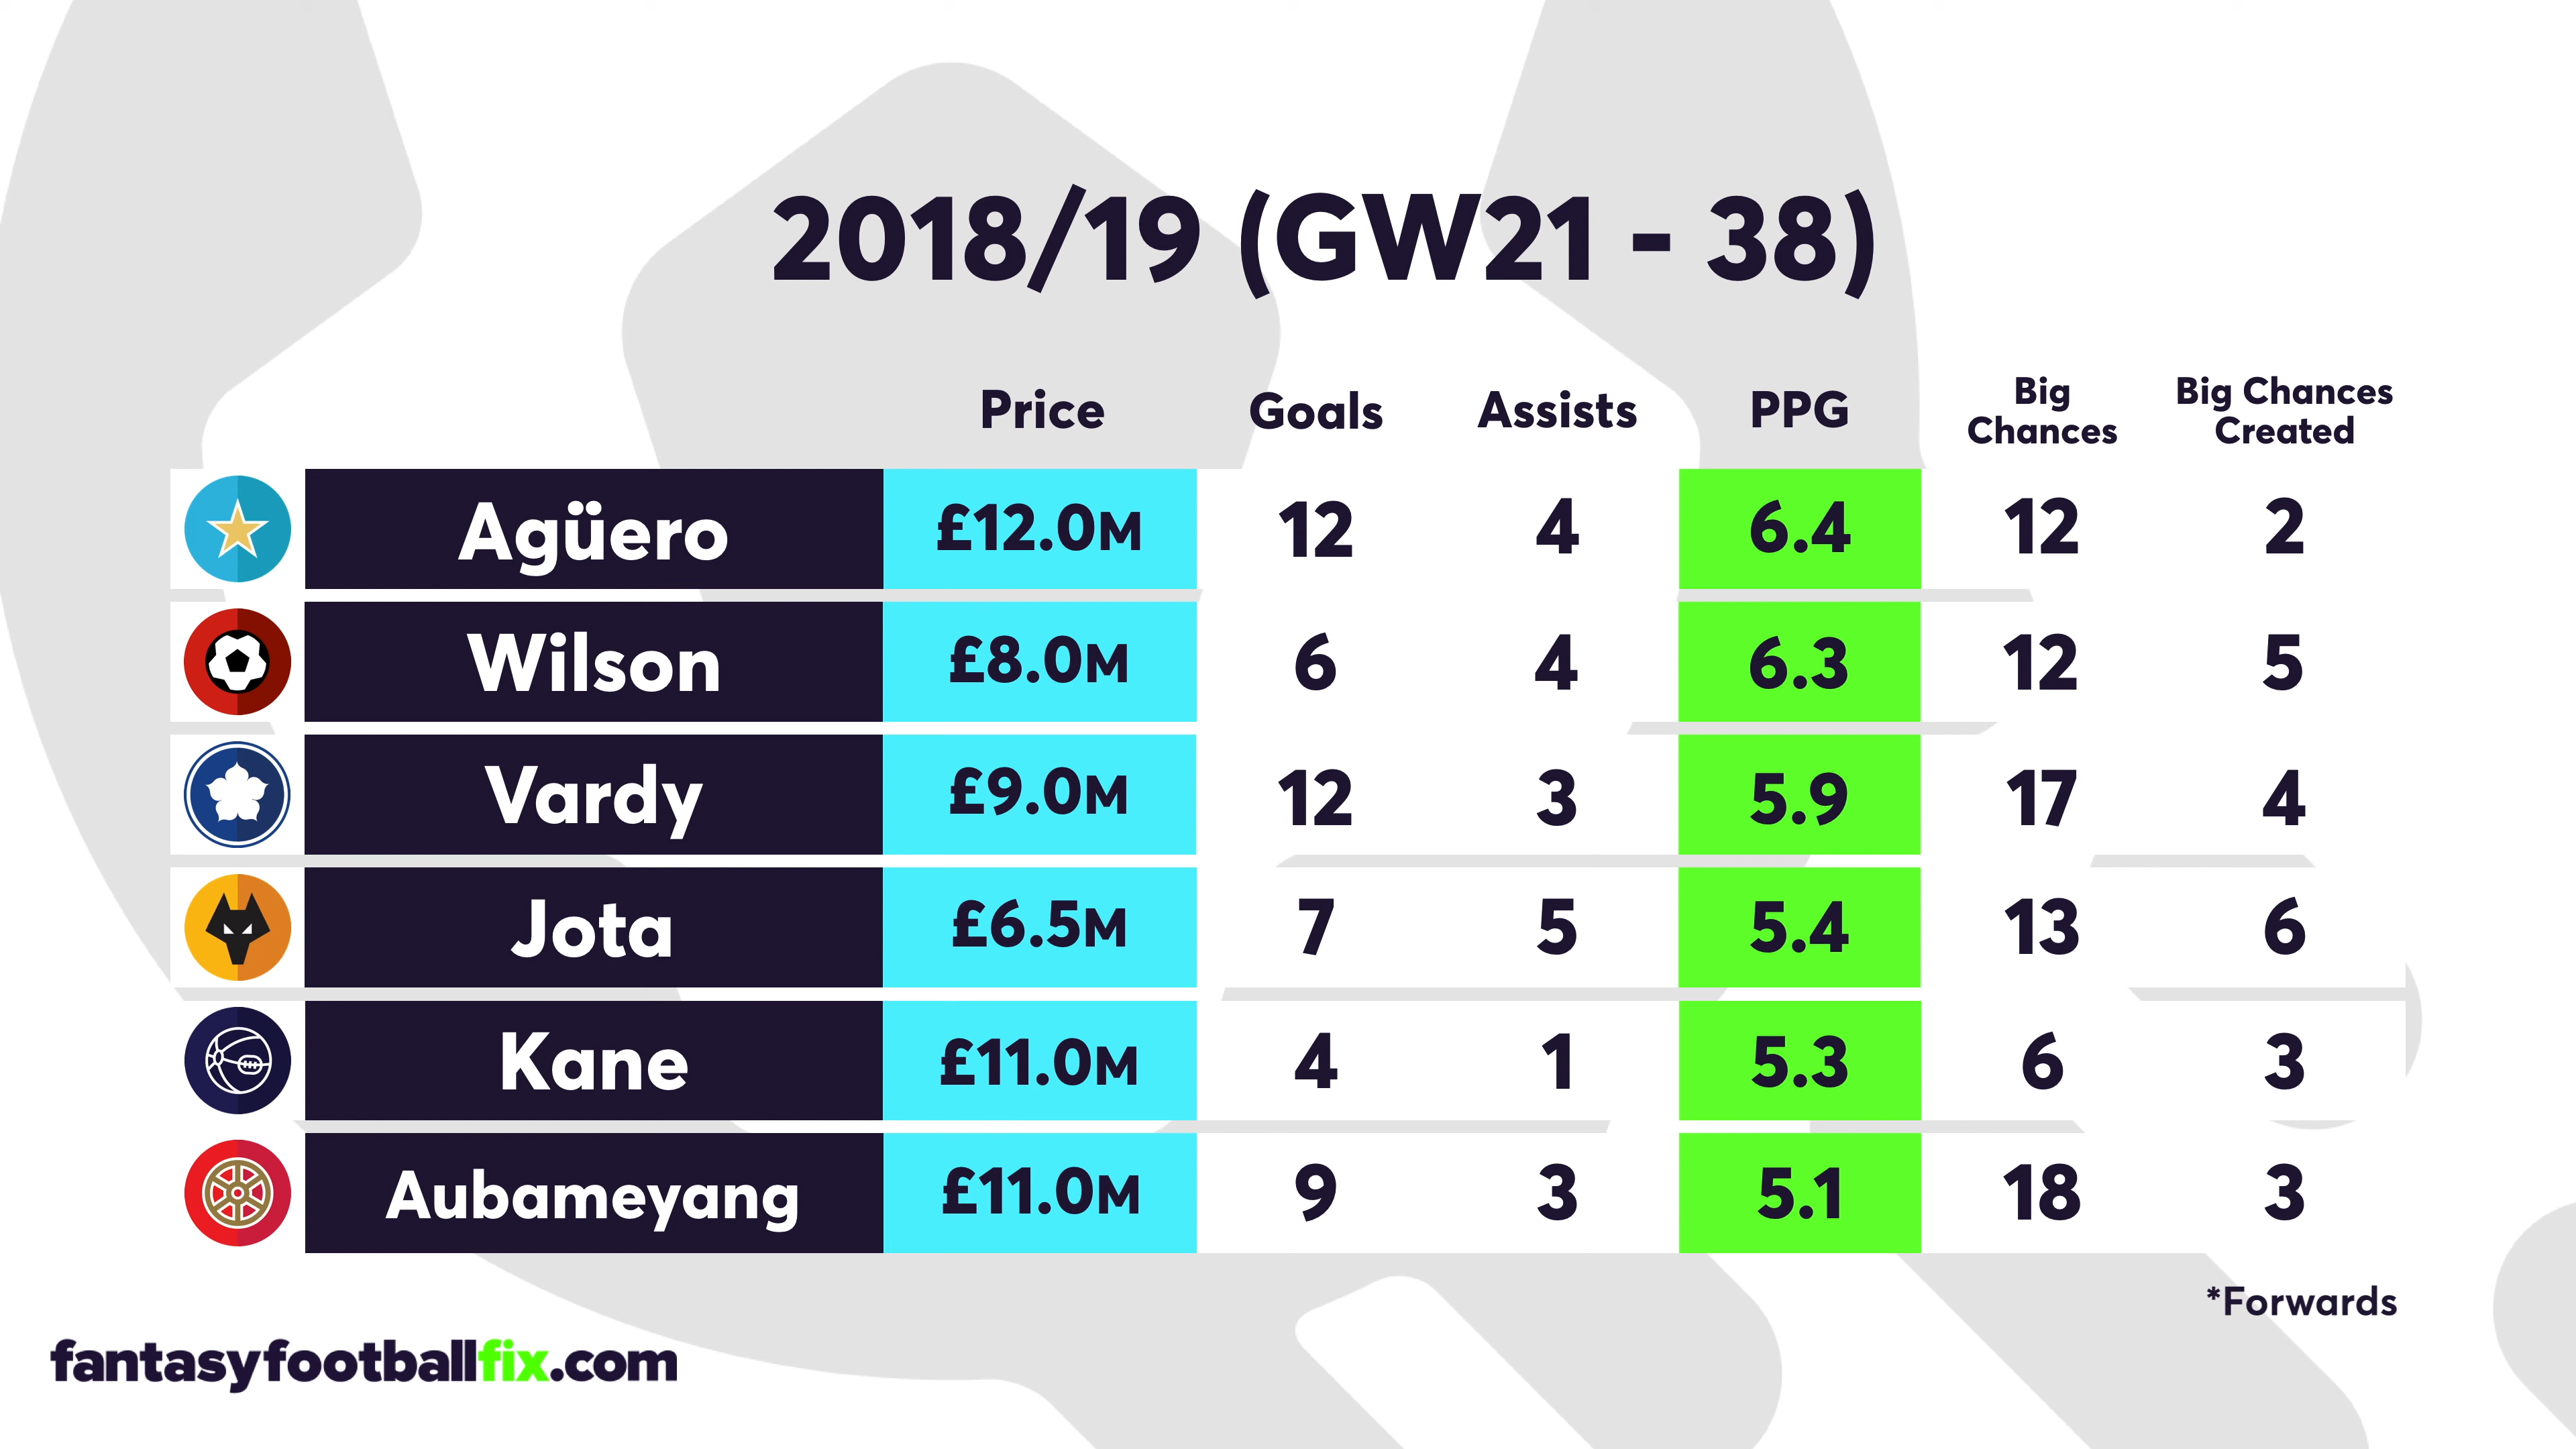 2018/19 (GW21 - 38)
Price Goals Assists PPG Big Chances Big Chances Created
Agüero £12.0M 12 4 6.4 12 2
Wilson £8.0M 6 4 6.3 12 5
Vardy £9.0M 12 3 5.9 17 4
Jota £6.5M 7 5 5.4 13 6
Kane £11.0M 4 1 5.3 6 3
Aubameyang £11.0M 9 3 5.1 18 3
*Forwards
fantasyfootballfix.com